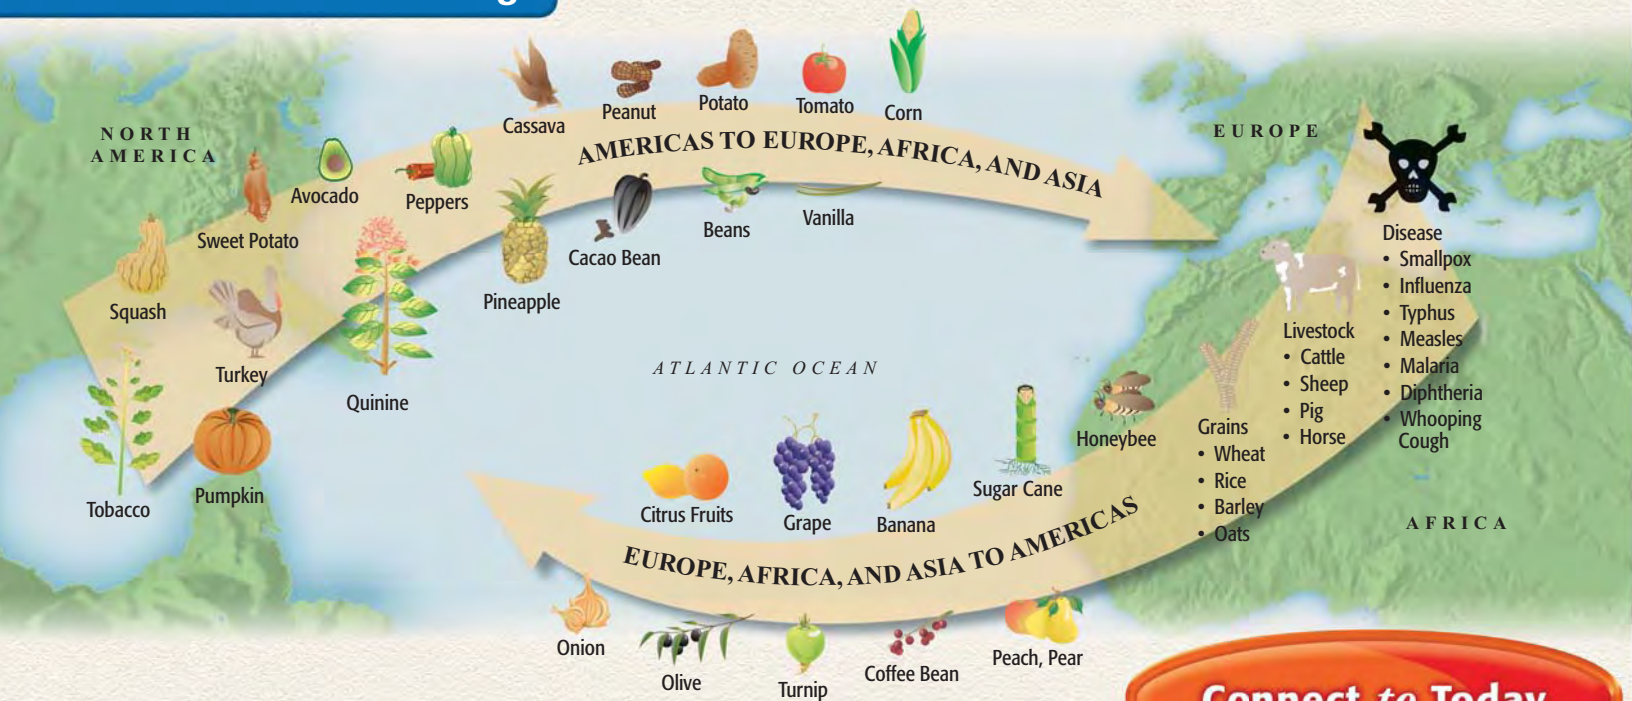 NORTH
AMERICA
EUROPE
AFRICA
ATLANTIC OCEAN
AMERICAS TO EUROPE, AFRICA, AND ASIA
Cassava
Peanut
Potato
Tomato
Corn
Avocado
Peppers
Sweet Potato
Squash
Turkey
Quinine
Pineapple
Cacao Bean
Beans
Vanilla
Tobacco
Pumpkin
EUROPE, AFRICA, AND ASIA TO AMERICAS
Citrus Fruits
Grape
Banana
Sugar Cane
Honeybee
Onion
Olive
Turnip
Coffee Bean
Peach, Pear
Grains
• Wheat
• Rice
• Barley
• Oats
Livestock
• Cattle
• Sheep
• Pig
• Horse
Disease
• Smallpox
• Influenza
• Typhus
• Measles
• Malaria
• Diphtheria
• Whooping
Cough
Connect to Today